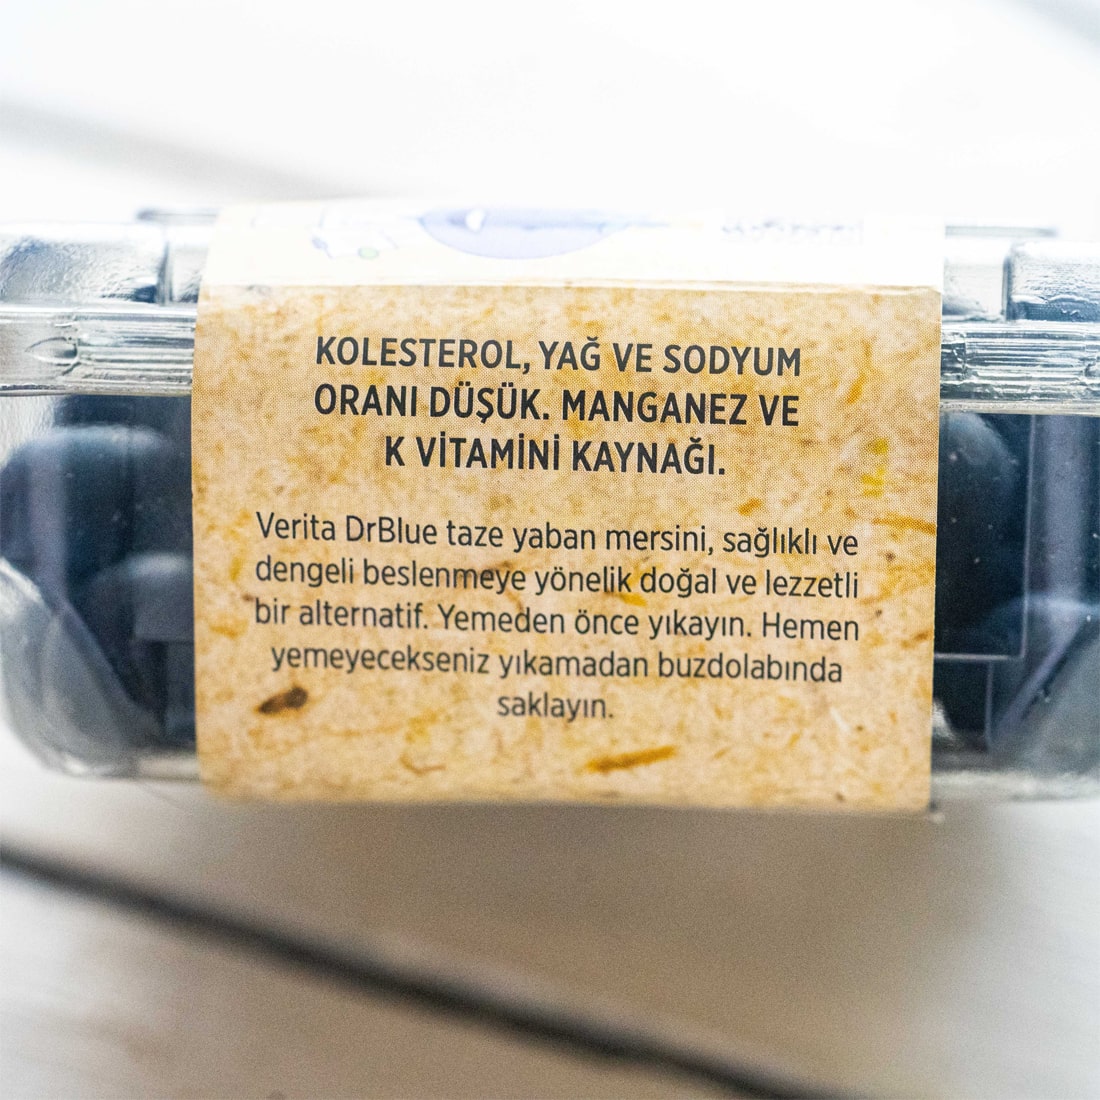 KOLESTEROL, YAĞ VE SODYUM
ORANI DÜŞÜK. MANGANEZ VE
K VİTAMİNİ KAYNAĞI.
Verita DrBlue taze yaban mersini, sağlıklı ve
dengeli beslenmeye yönelik doğal ve lezzetli
bir alternatif. Yemeden önce yıkayın. Hemen
yemeyecekseniz yıkamadan buzdolabında
saklayın.